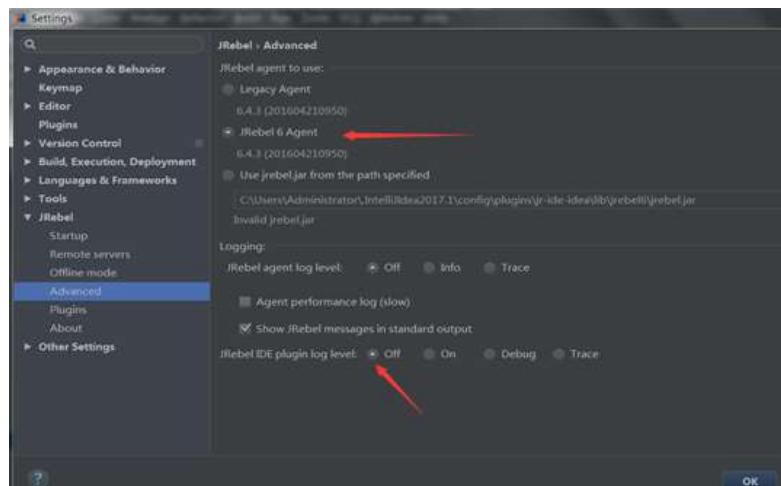 Settings
JRebel › Advanced
Appearance & Behavior
Keymap
Editor
Plugins
Version Control
Build, Execution, Deployment
Languages & Frameworks
Tools
JRebel
Startup
Remote servers
Offline mode
Advanced
Plugins
About
Other Settings
JRebel agent to use:
Legacy Agent
6.4.3 (201604210950)
JRebel 6 Agent
6.4.3 (201604210950)
Use jrebel.jar from the path specified
C:\Users\Administrator\.IntelliJIdea2017.1\config\plugins\jr-ide-idea\lib\jrebel6\jrebel.jar
Invalid jrebel.jar
Logging:
JRebel agent log level: Off Info Trace
Agent performance log (slow)
Show JRebel messages in standard output
JRebel IDE plugin log level: Off On Debug Trace
?
OK